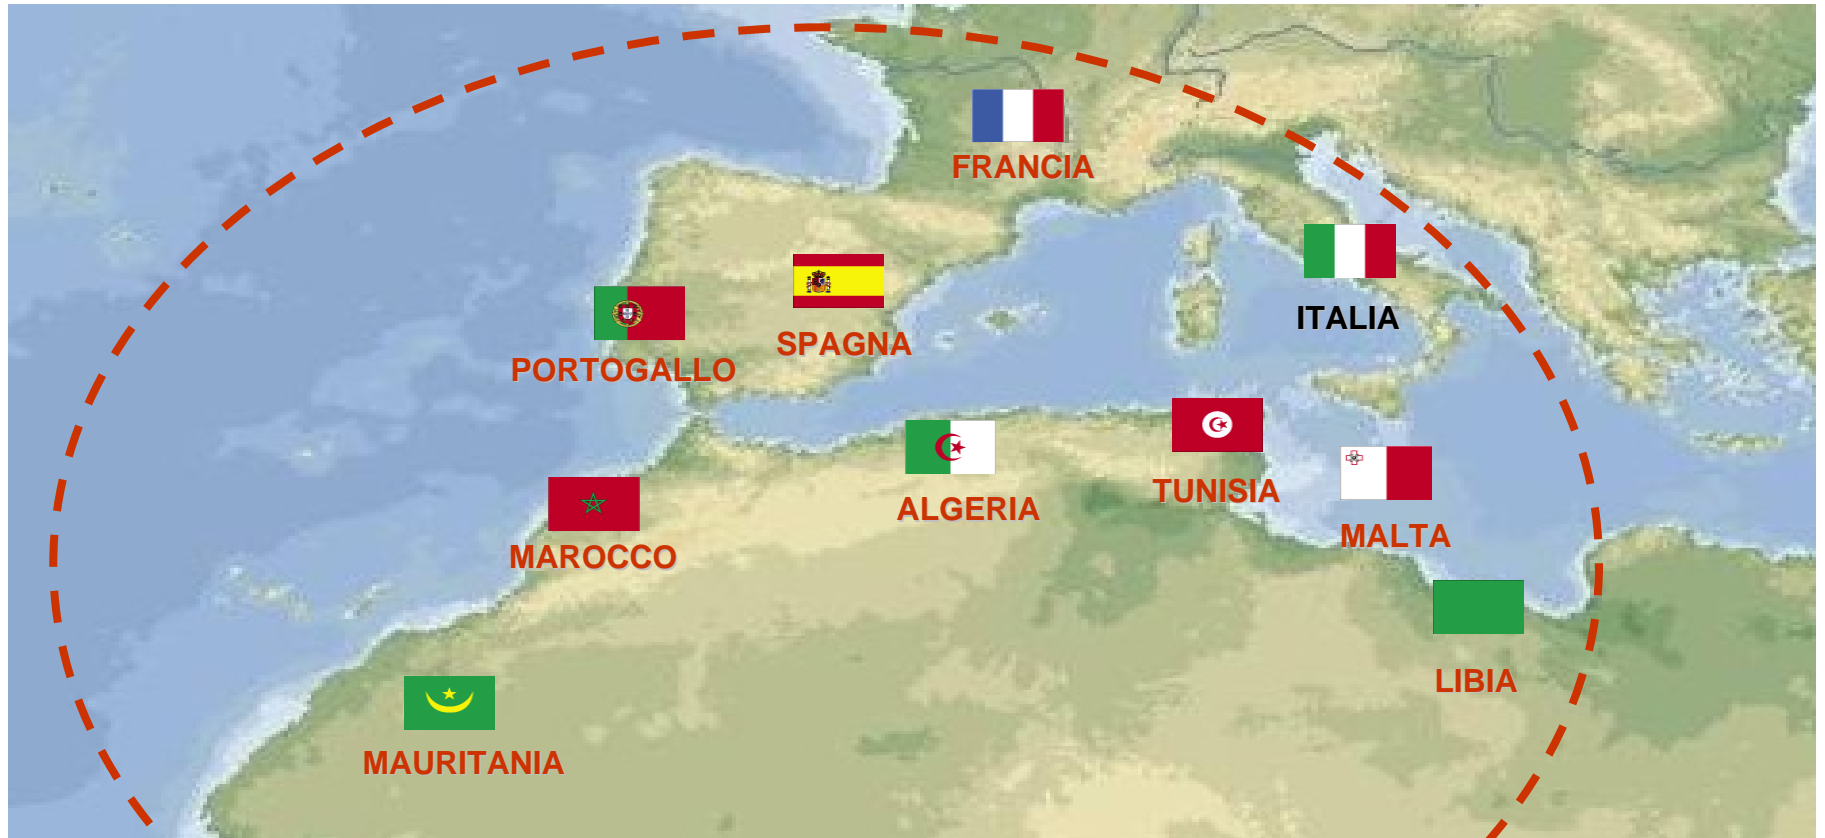 FRANCIA
ITALIA
SPAGNA
PORTOGALLO
TUNISIA
ALGERIA
MALTA
MAROCCO
LIBIA
MAURITANIA